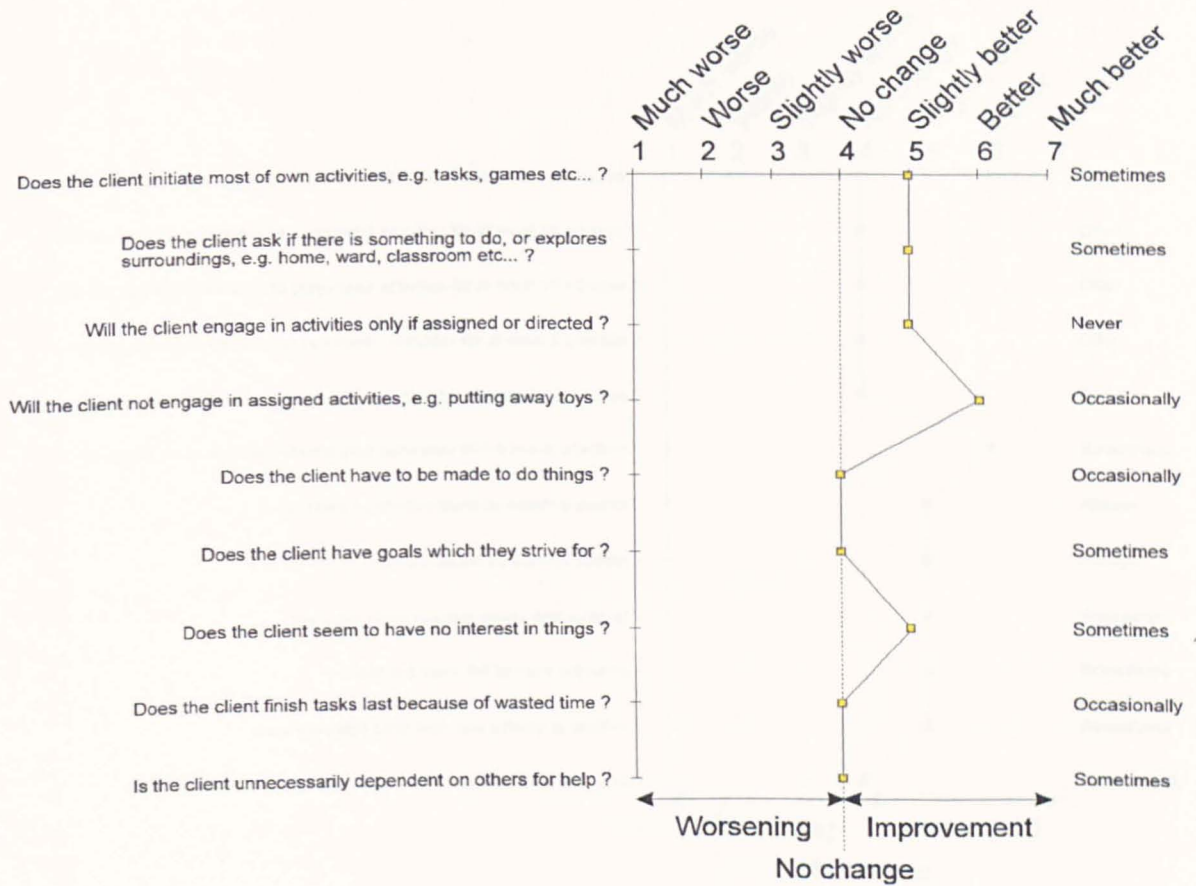 Much worse
Worse
Slightly worse
No change
Slightly better
Better
Much better
1 2 3 4 5 6 7
Does the client initiate most of own activities, e.g. tasks, games etc... ? Sometimes
Does the client ask if there is something to do, or explores
surroundings, e.g. home, ward, classroom etc... ? Sometimes
Will the client engage in activities only if assigned or directed ? Never
Will the client not engage in assigned activities, e.g. putting away toys ? Occasionally
Does the client have to be made to do things ? Occasionally
Does the client have goals which they strive for ? Sometimes
Does the client seem to have no interest in things ? Sometimes
Does the client finish tasks last because of wasted time ? Occasionally
Is the client unnecessarily dependent on others for help ? Sometimes
Worsening Improvement
No change